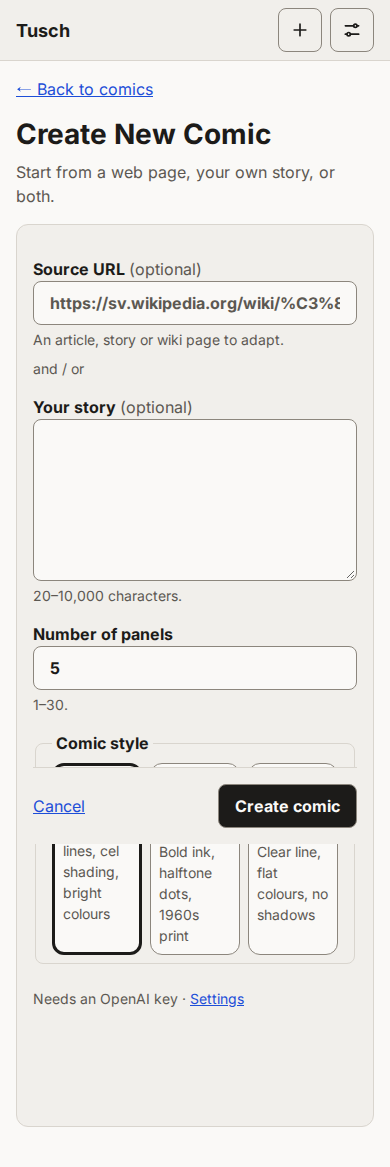 Tusch
← Back to comics
Create New Comic
Start from a web page, your own story, or
both.
Source URL (optional)
https://sv.wikipedia.org/wiki/%C3%8
An article, story or wiki page to adapt.
and / or
Your story (optional)
20–10,000 characters.
Number of panels
5
1–30.
Comic style
Cancel
Create comic
lines, cel
shading,
bright
colours
Bold ink,
halftone
dots,
1960s
print
Clear line,
flat
colours, no
shadows
Needs an OpenAI key · Settings